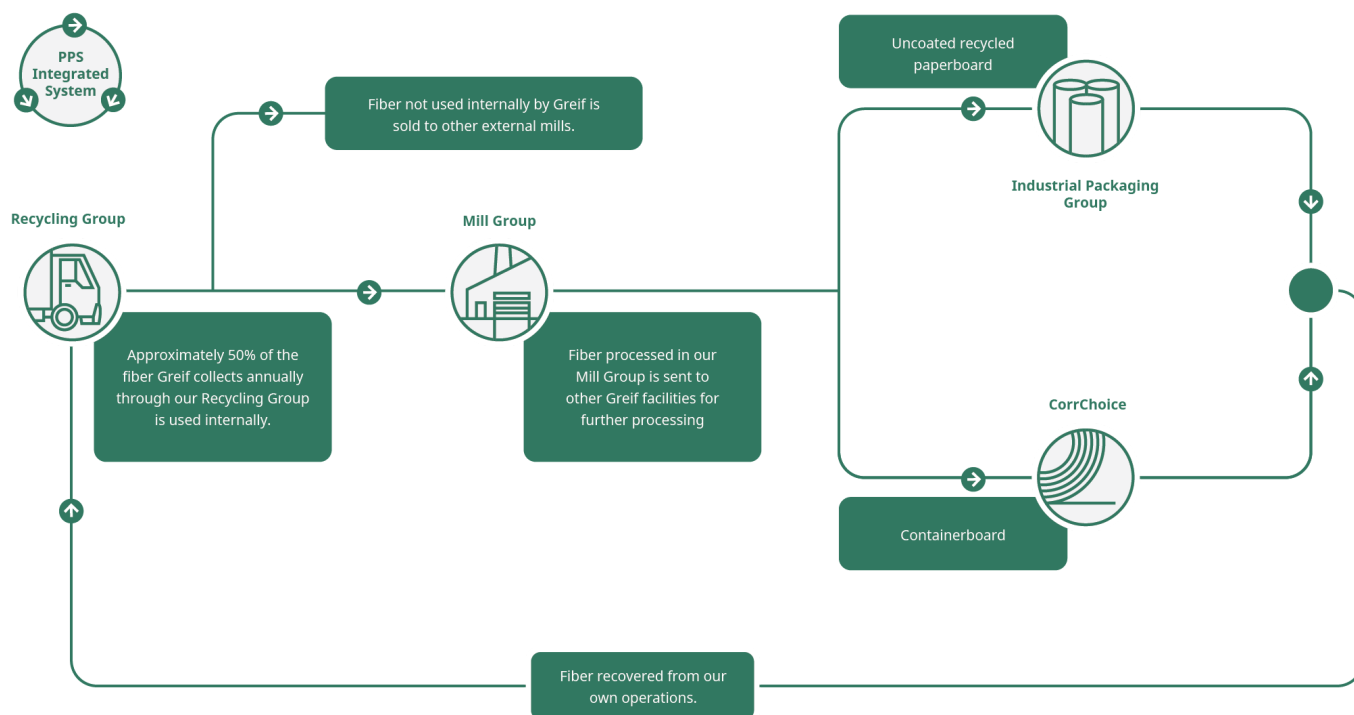 PPS
Integrated
System
Uncoated recycled
paperboard
Fiber not used internally by Greif is
sold to other external mills.
Industrial Packaging
Group
Recycling Group
Mill Group
Approximately 50% of the
fiber Greif collects annually
through our Recycling Group
is used internally.
Fiber processed in our
Mill Group is sent to
other Greif facilities for
further processing
CorrChoice
Containerboard
Fiber recovered from our
own operations.